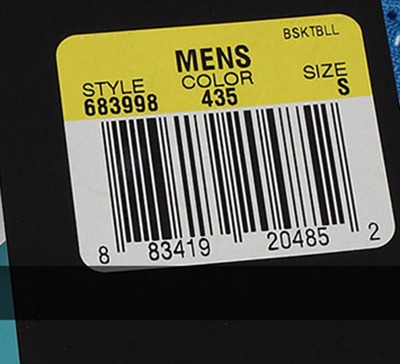 BSKTBLL
MENS
STYLE COLOR SIZE
683998 435 S
8 83419 20485 2